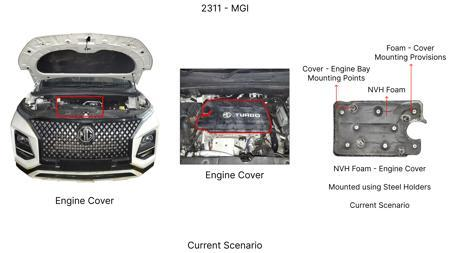 2311 - MGI
Foam - Cover
Mounting Provisions
Cover - Engine Bay
Mounting Points
NVH Foam
MG
TURBO
Engine Cover
Engine Cover
NVH Foam - Engine Cover
Mounted using Steel Holders
Current Scenario
Current Scenario